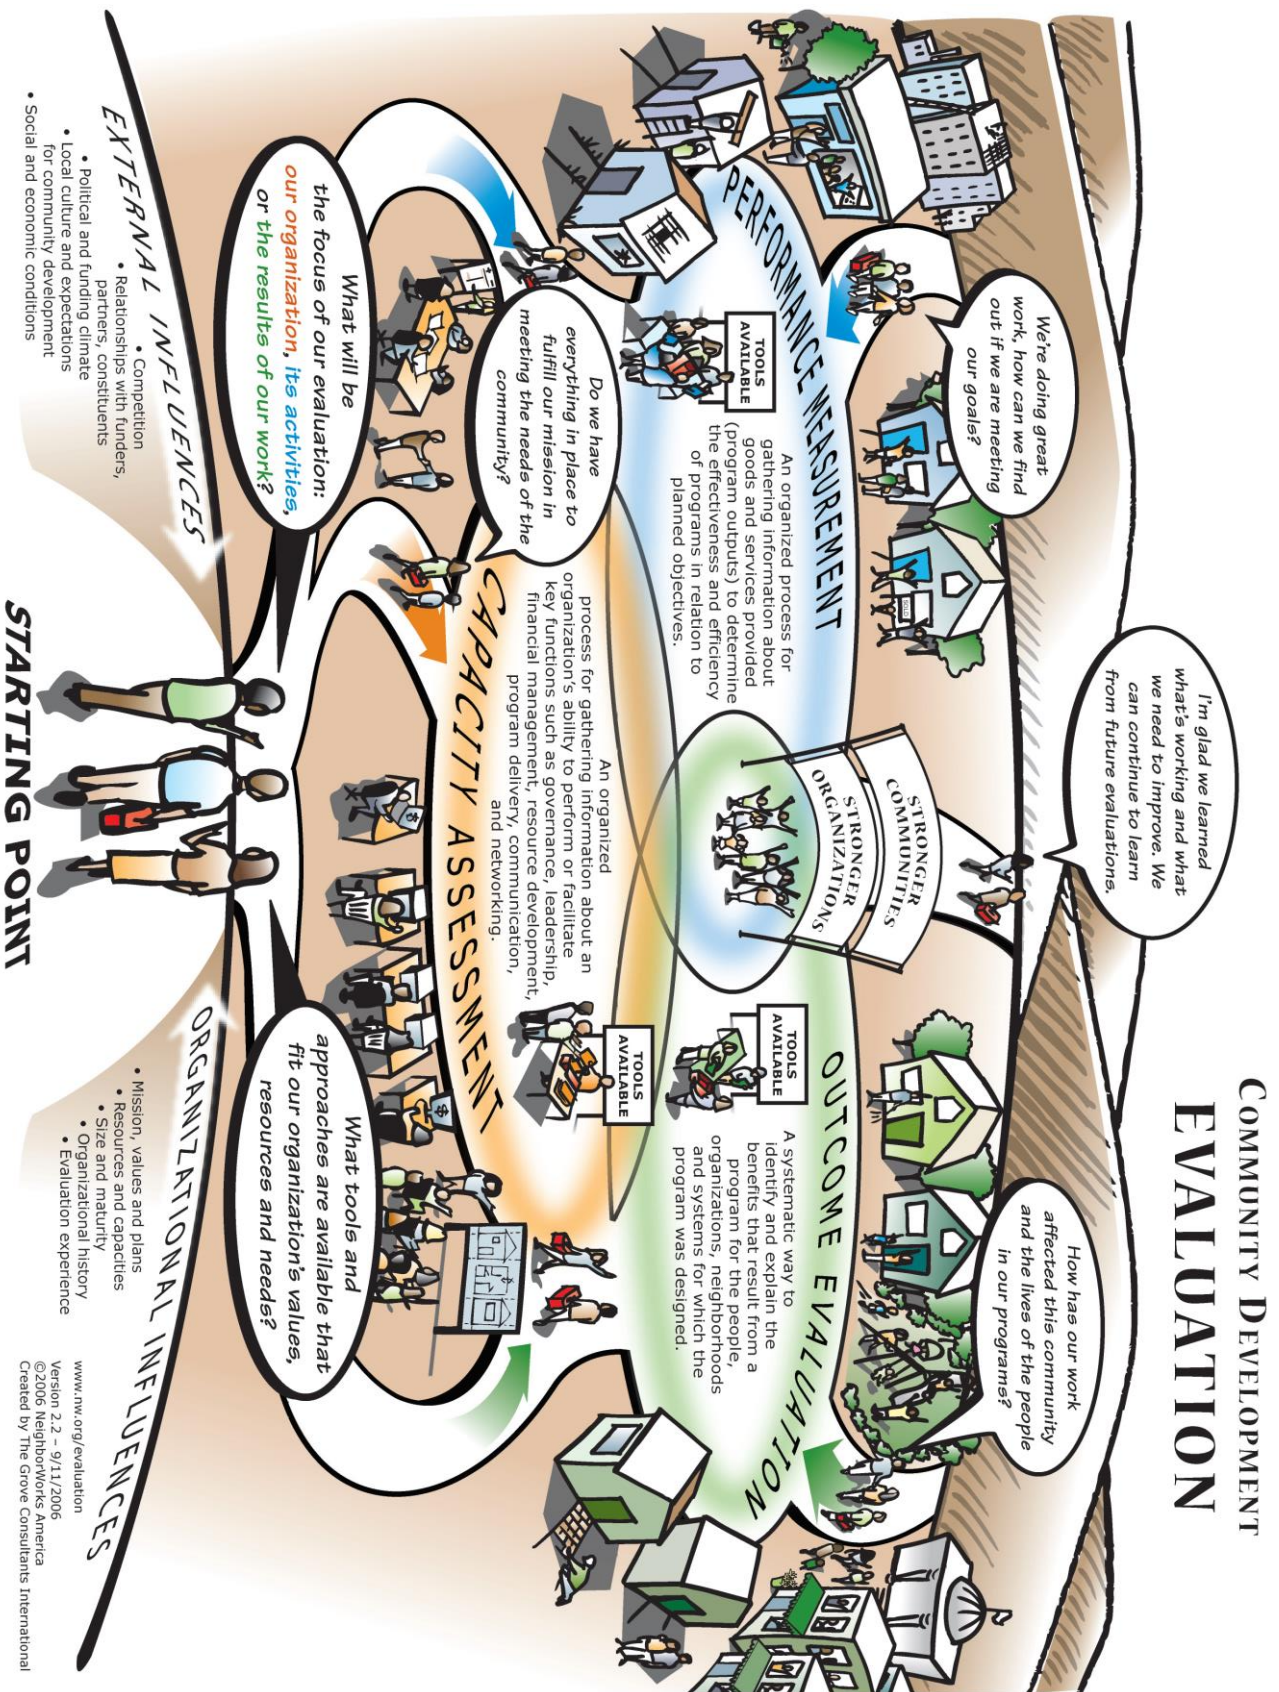 COMMUNITY DEVELOPMENT
EVALUATION
I'm glad we learned
what's working and what
we need to improve. We
can continue to learn
from future evaluations.
We're doing great
work, how can we find
out if we are meeting
our goals?
How has our work
affected this community
and the lives of the people
in our programs?
SOLD
STRONGER
COMMUNITIES
STRONGER
ORGANIZATIONS
PERFORMANCE MEASUREMENT
TOOLS
AVAILABLE
An organized process for
gathering information about
goods and services provided
(program outputs) to determine
the effectiveness and efficiency
of programs in relation to
planned objectives.
OUTCOME EVALUATION
TOOLS
AVAILABLE
A systematic way to
identify and explain the
benefits that result from a
program for the people,
organizations, neighborhoods
and systems for which the
program was designed.
Do we have
everything in place to
fulfill our mission in
meeting the needs of the
community?
TOOLS
AVAILABLE
An organized
process for gathering information about an
organization's ability to perform or facilitate
key functions such as governance, leadership,
financial management, resource development,
program delivery, communication,
and networking.
CAPACITY ASSESSMENT
$
What will be
the focus of our evaluation:
our organization, its activities,
or the results of our work?
What tools and
approaches are available that
fit our organization's values,
resources and needs?
EXTERNAL INFLUENCES
• Competition
• Relationships with funders,
partners, constituents
• Political and funding climate
• Local culture and expectations
for community development
• Social and economic conditions
STARTING POINT
ORGANIZATIONAL INFLUENCES
• Mission, values and plans
• Resources and capacities
• Size and maturity
• Organizational history
• Evaluation experience
www.nw.org/evaluation
Version 2.2 – 9/11/2006
©2006 NeighborWorks America
Created by The Grove Consultants International